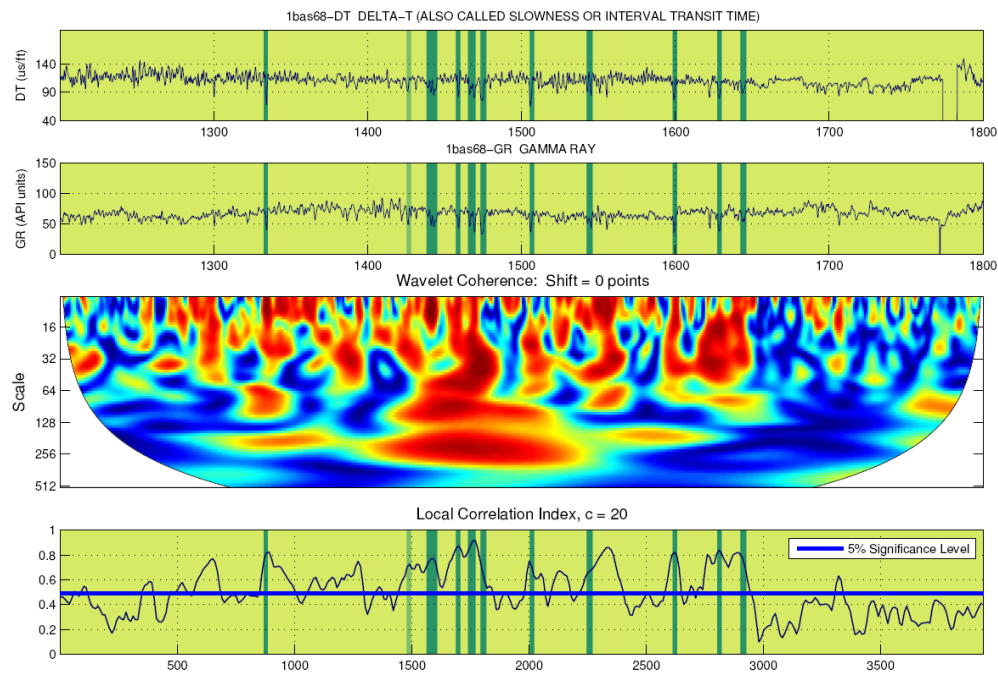 1bas68-DT DELTA-T (ALSO CALLED SLOWNESS OR INTERVAL TRANSIT TIME)
DT (us/ft)
140
90
40
1300 1400 1500 1600 1700 1800
1bas68-GR GAMMA RAY
GR (API units)
150
100
50
0
1300 1400 1500 1600 1700 1800
Wavelet Coherence: Shift = 0 points
Scale
16
32
64
128
256
512
Local Correlation Index, c = 20
1
0.8
0.6
0.4
0.2
0
5% Significance Level
500 1000 1500 2000 2500 3000 3500